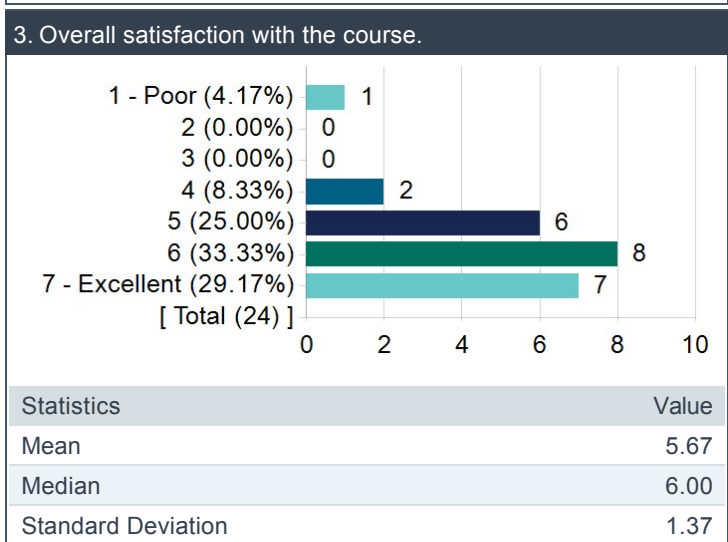 3. Overall satisfaction with the course.
1 - Poor (4.17%) 1
2 (0.00%) 0
3 (0.00%) 0
4 (8.33%) 2
5 (25.00%) 6
6 (33.33%) 8
7 - Excellent (29.17%) 7
[ Total (24) ]
0 2 4 6 8 10
Statistics Value
Mean 5.67
Median 6.00
Standard Deviation 1.37